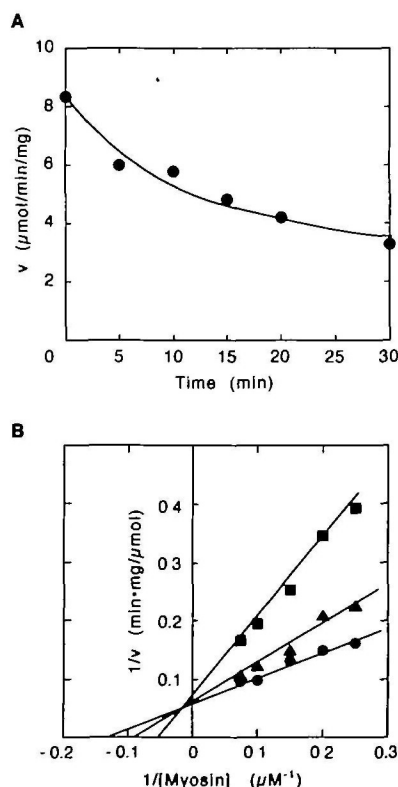 A
10
8
6
4
2
0
v (µmol/min/mg)
0 5 10 15 20 25 30
Time (min)
B
1/v (min•mg/µmol)
0 4
0.3
0.2
0.1
-0 2 -0.1 0 0 1 0.2 0.3
1/[Myosin] (µM⁻¹)